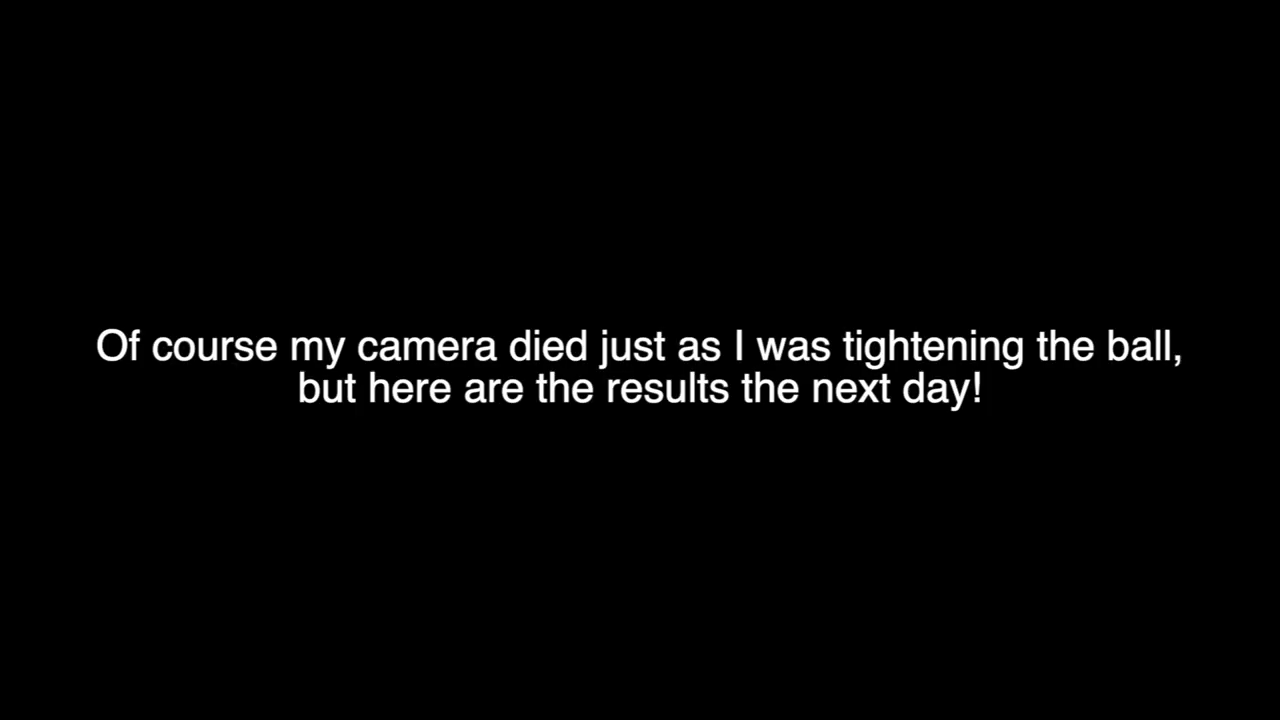 Of course my camera died just as I was tightening the ball,
but here are the results the next day!